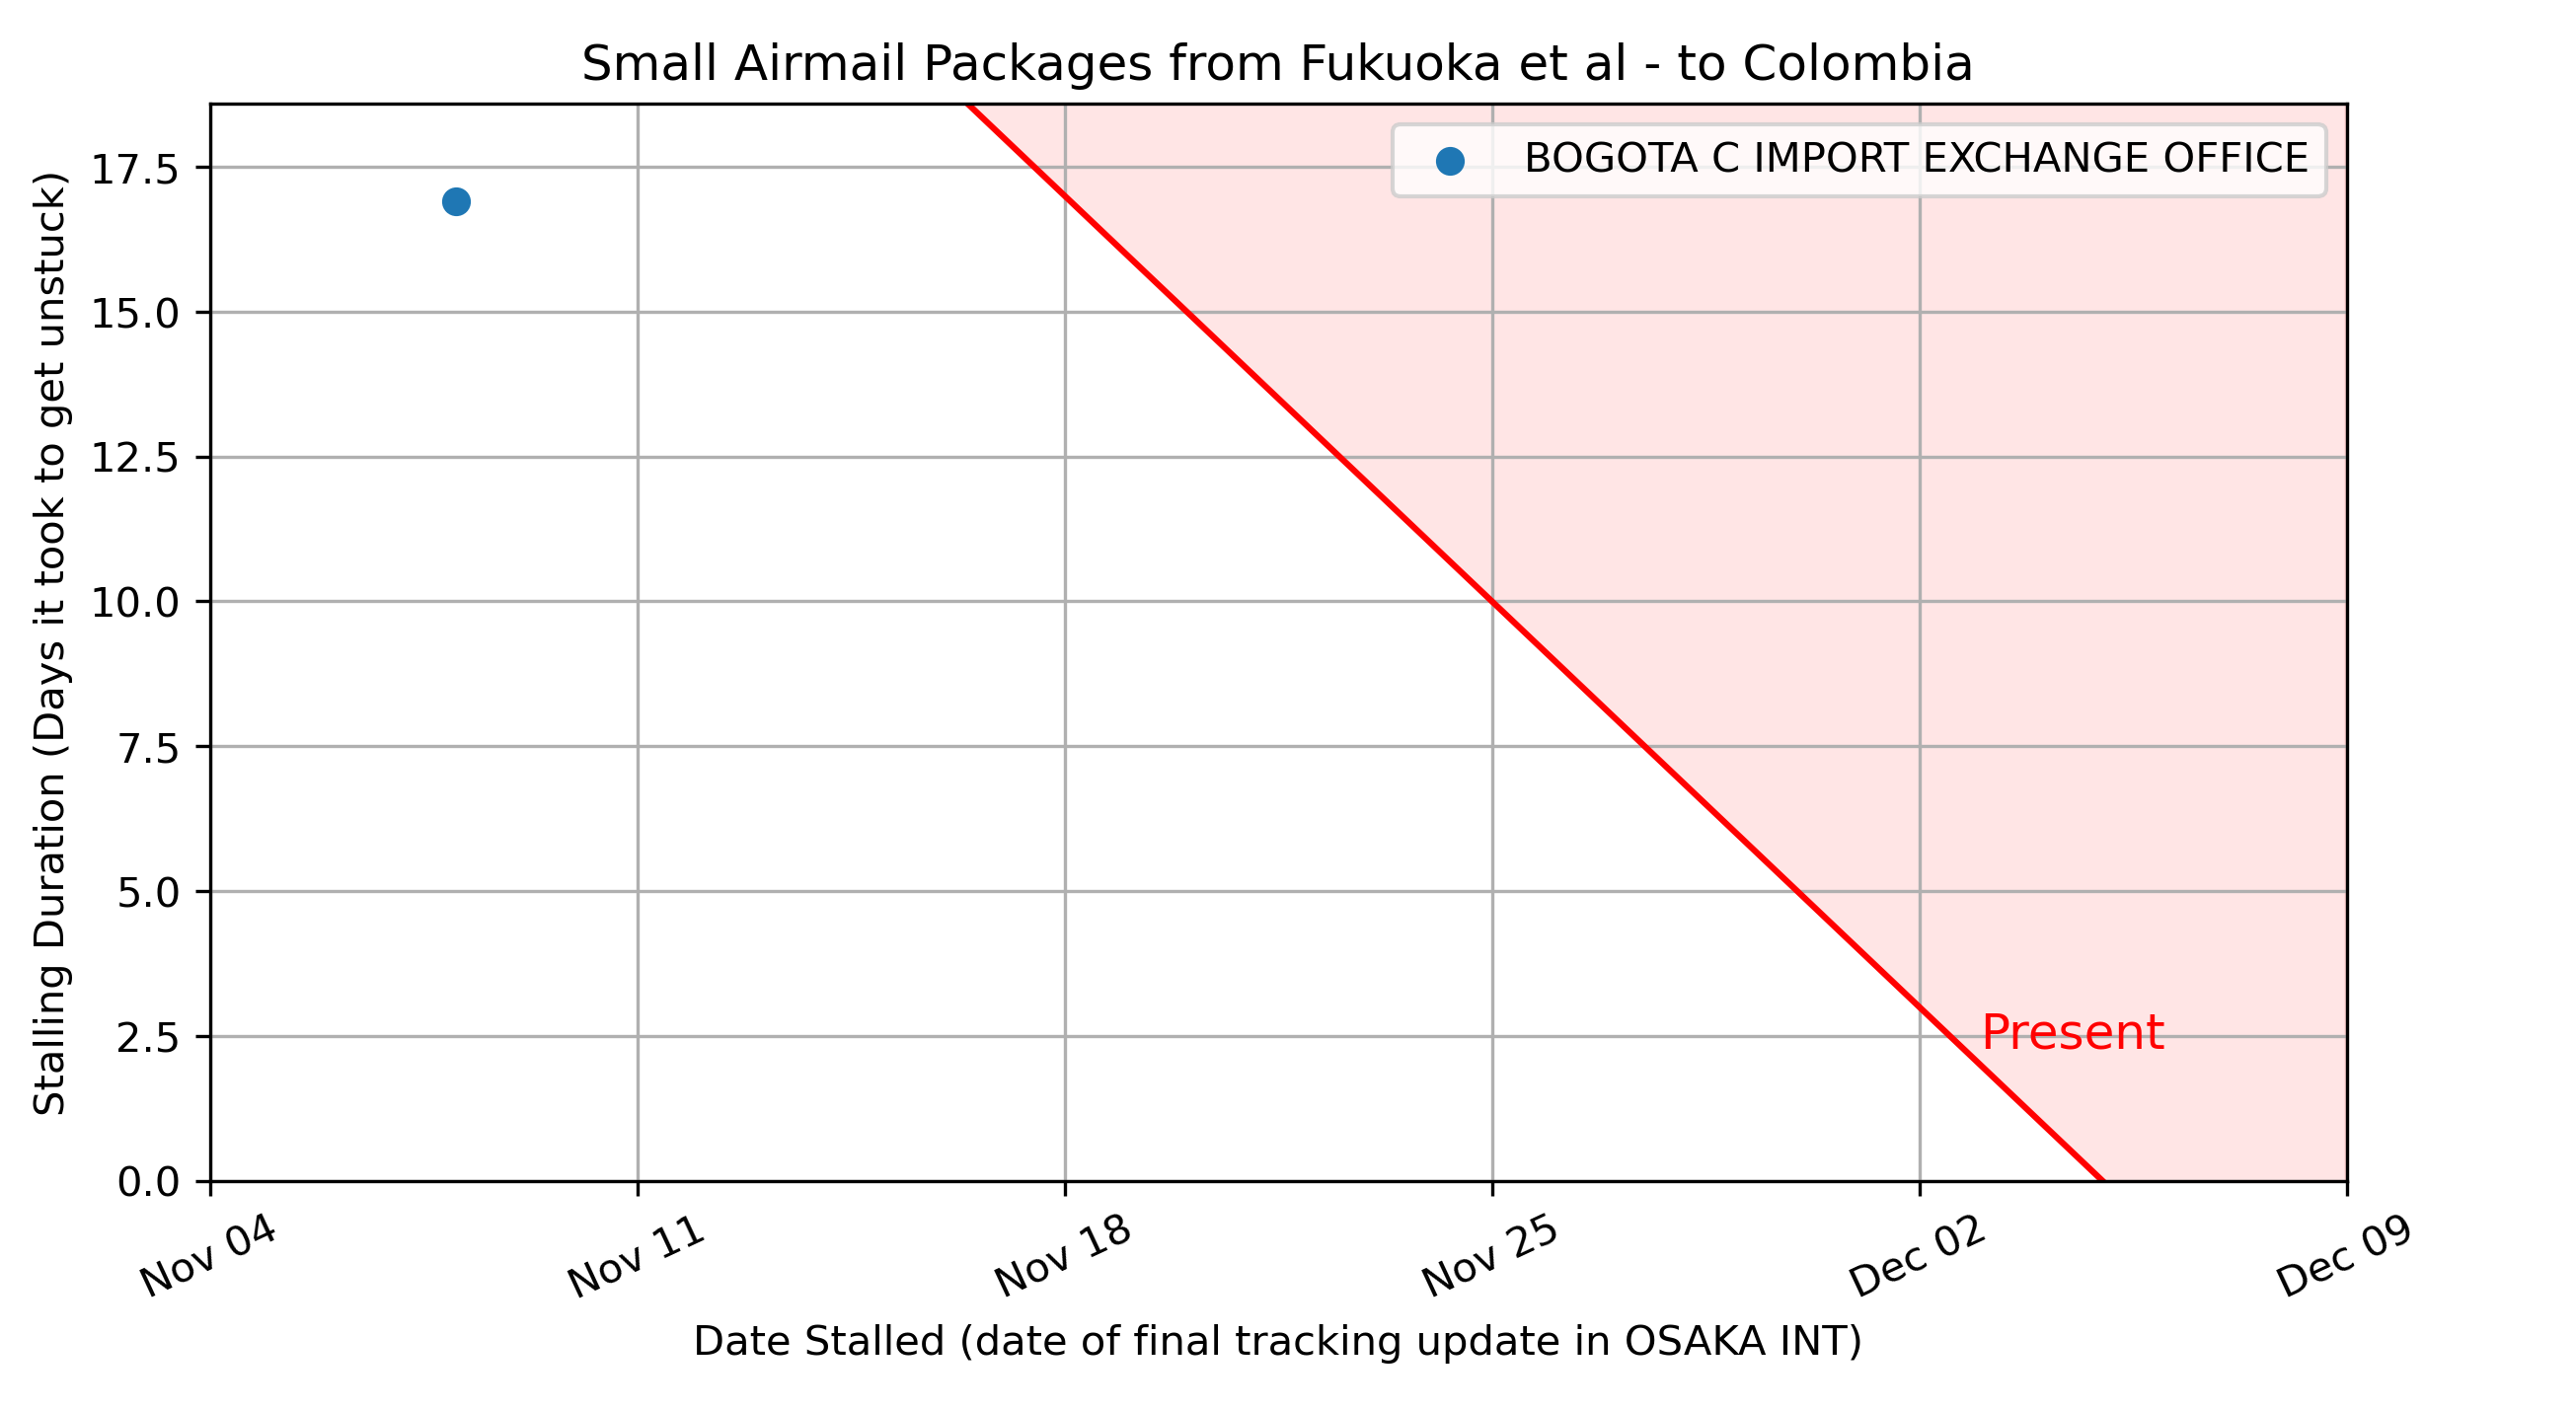 Small Airmail Packages from Fukuoka et al - to Colombia
BOGOTA C IMPORT EXCHANGE OFFICE
Stalling Duration (Days it took to get unstuck)
17.5
15.0
12.5
10.0
7.5
5.0
2.5
0.0
Present
Nov 04
Nov 11
Nov 18
Nov 25
Dec 02
Dec 09
Date Stalled (date of final tracking update in OSAKA INT)